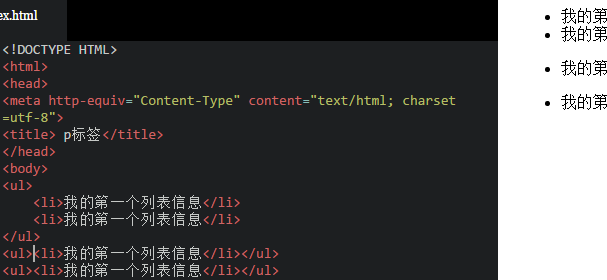 ex.html
<!DOCTYPE HTML>
<html>
<head>
<meta http-equiv="Content-Type" content="text/html; charset
=utf-8">
<title> p标签</title>
</head>
<body>
<ul>
<li>我的第一个列表信息</li>
<li>我的第一个列表信息</li>
</ul>
<ul><li>我的第一个列表信息</li></ul>
<ul><li>我的第一个列表信息</li></ul>
• 我的第
• 我的第
• 我的第
• 我的第